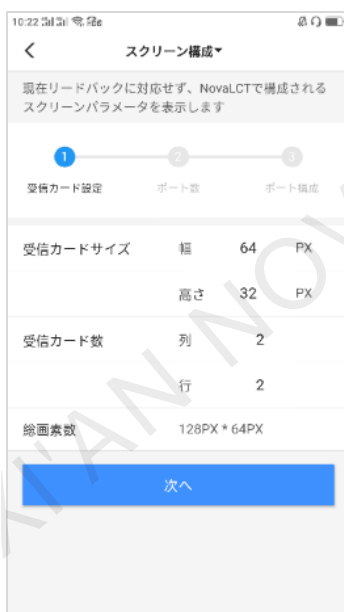 10:22
スクリーン構成▾
現在リードバックに対応せず、NovaLCTで構成される
スクリーンパラメータを表示します
1 2 3
受信カード設定 ポート数 ポート構成
受信カードサイズ 幅 64 PX
高さ 32 PX
受信カード数 列 2
行 2
総画素数 128PX * 64PX
次へ
XI'AN NOV